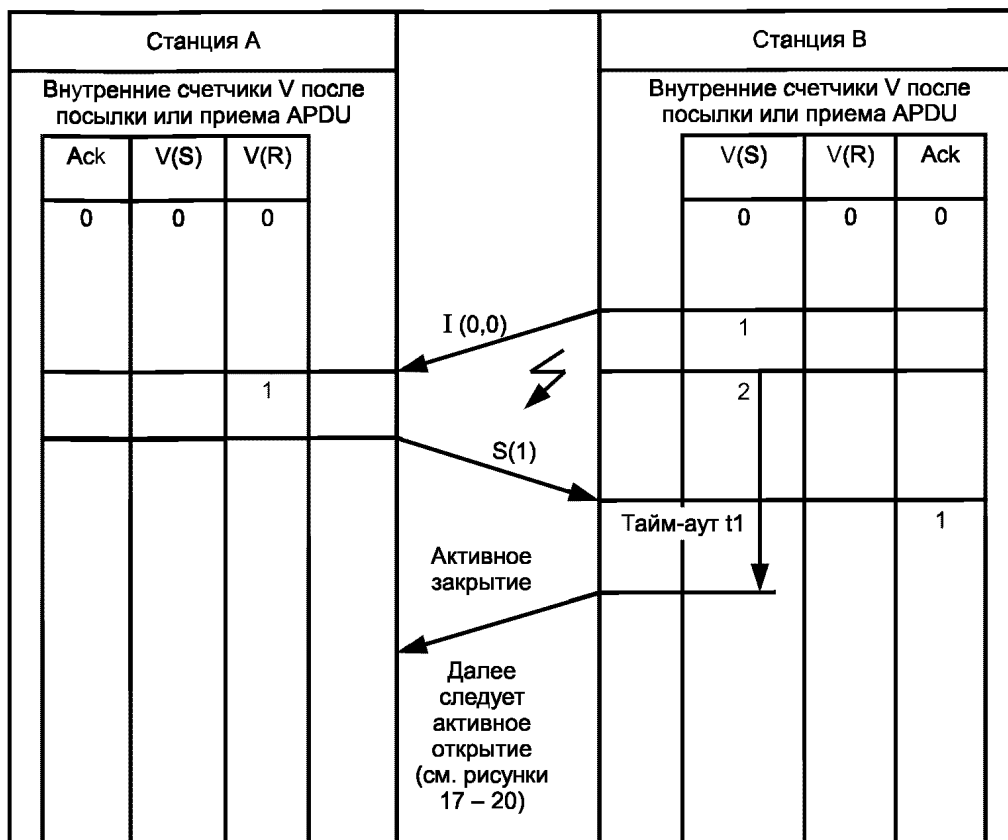 Станция А
Станция В
Внутренние счетчики V после
посылки или приема APDU
Внутренние счетчики V после
посылки или приема APDU
Ack V(S) V(R)
V(S) V(R) Ack
0 0 0
0 0 0
I (0,0)
1
1
2
S(1)
Тайм-аут t1
1
Активное
закрытие
Далее
следует
активное
открытие
(см. рисунки
17 – 20)